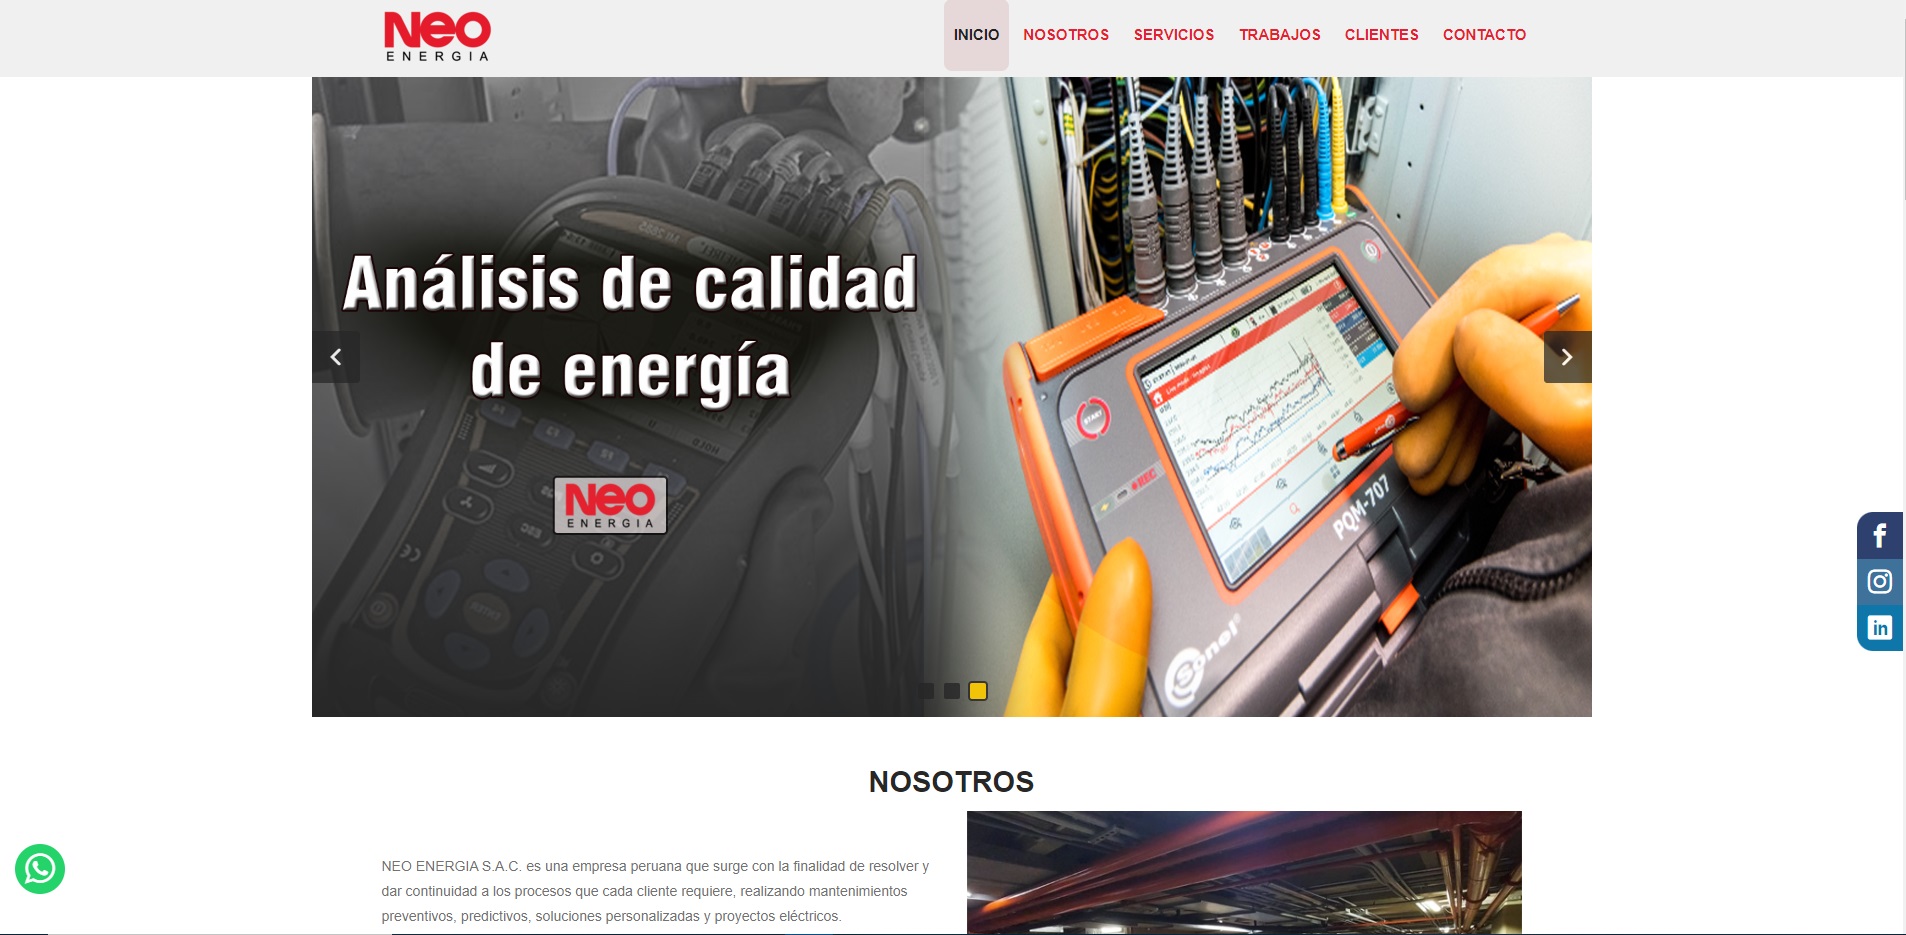 NEO
ENERGIA
INICIO
NOSOTROS
SERVICIOS
TRABAJOS
CLIENTES
CONTACTO
Análisis de calidad
de energía
NEO
ENERGIA
START
REC
PQM-707
Sonel®
NOSOTROS
NEO ENERGIA S.A.C. es una empresa peruana que surge con la finalidad de resolver y
dar continuidad a los procesos que cada cliente requiere, realizando mantenimientos
preventivos, predictivos, soluciones personalizadas y proyectos eléctricos.
f
in